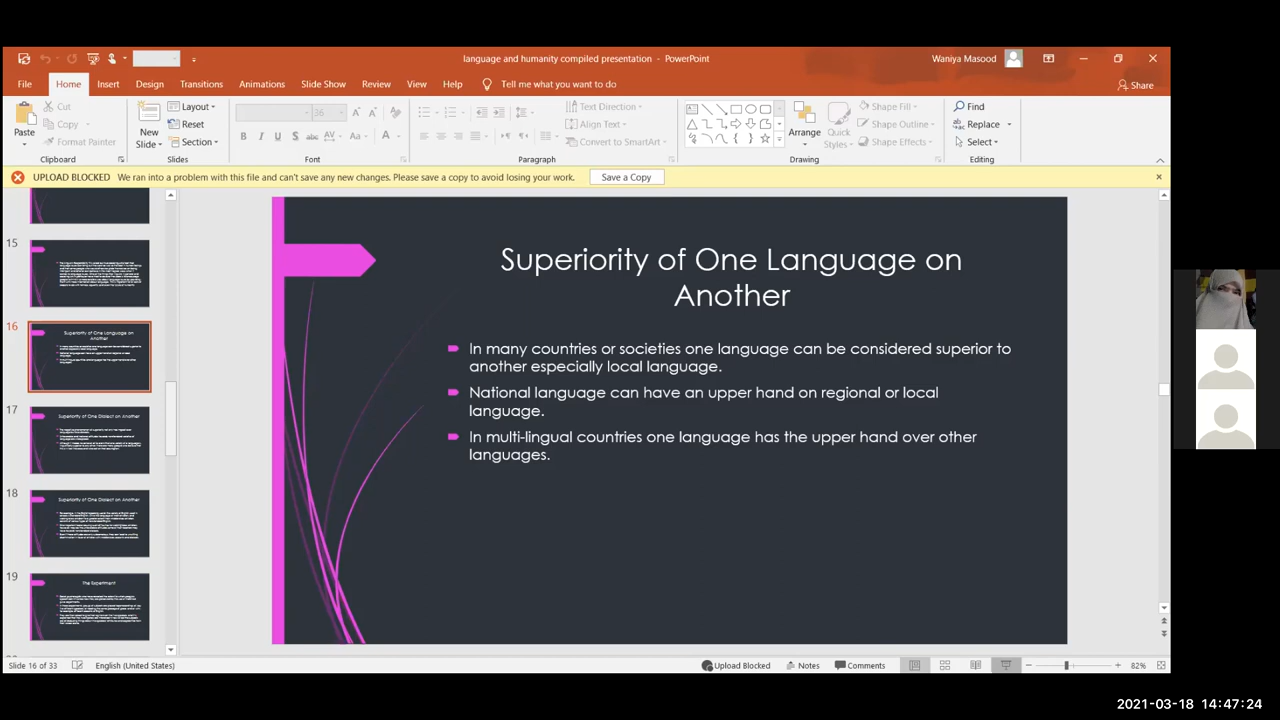 language and humanity compiled presentation - PowerPoint
Waniya Masood
File Home Insert Design Transitions Animations Slide Show Review View Help Tell me what you want to do
Share
Paste
Cut
Copy
Format Painter
Clipboard
New Slide
Layout
Reset
Section
Slides
36
Font
Text Direction
Align Text
Convert to SmartArt
Paragraph
Arrange
Quick Styles
Shape Fill
Shape Outline
Shape Effects
Drawing
Find
Replace
Select
Editing
UPLOAD BLOCKED We ran into a problem with this file and can't save any new changes. Please save a copy to avoid losing your work. Save a Copy
15
16
Superiority of One Language on
Another
17
Superiority of One Dialect on Another
18
Superiority of One Dialect on Another
19
The Experiment
Superiority of One Language on
Another
In many countries or societies one language can be considered superior to
another especially local language.
National language can have an upper hand on regional or local
language.
In multi-lingual countries one language has the upper hand over other
languages.
Slide 16 of 33 English (United States) Upload Blocked Notes Comments 82%
2021-03-18 14:47:24